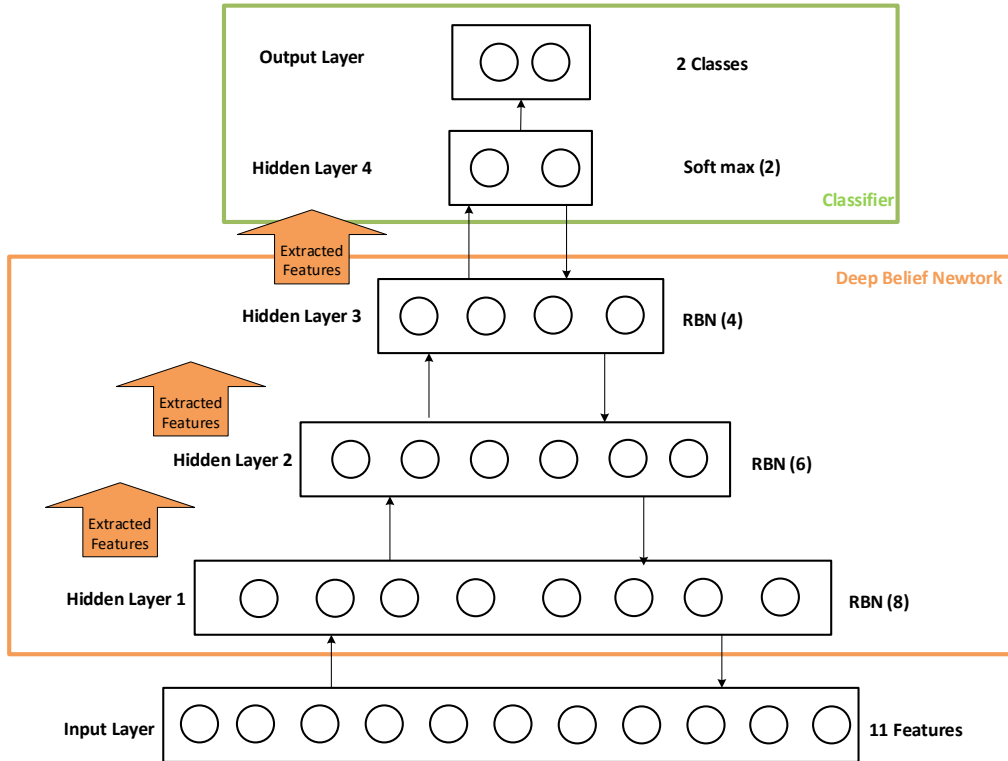 Output Layer
2 Classes
Hidden Layer 4
Soft max (2)
Classifier
Extracted
Features
Deep Belief Newtork
Hidden Layer 3
RBN (4)
Extracted
Features
Hidden Layer 2
RBN (6)
Extracted
Features
Hidden Layer 1
RBN (8)
Input Layer
11 Features